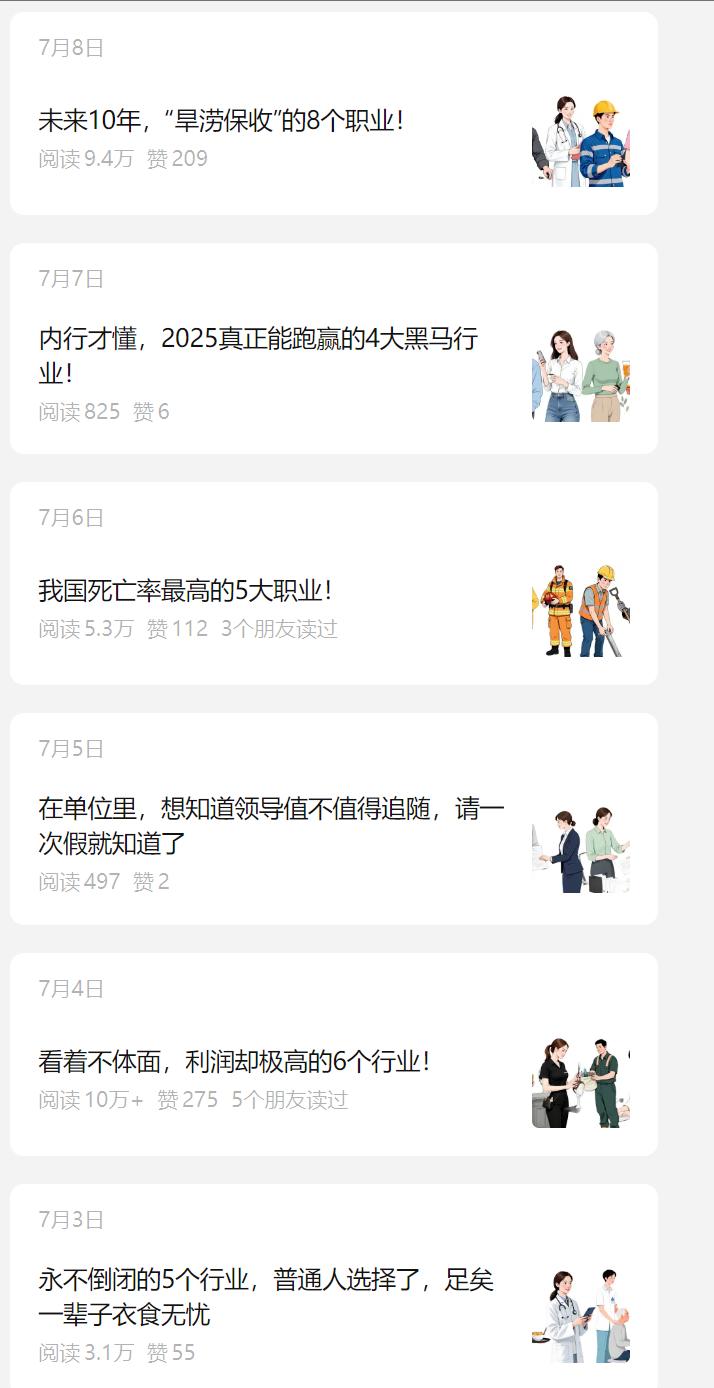 7月8日
未来10年，“旱涝保收”的8个职业！
阅读 9.4万 赞 209
7月7日
内行才懂，2025真正能跑赢的4大黑马行
业！
阅读 825 赞 6
7月6日
我国死亡率最高的5大职业！
阅读 5.3万 赞 112 3个朋友读过
7月5日
在单位里，想知道领导值不值得追随，请一
次假就知道了
阅读 497 赞 2
7月4日
看着不体面，利润却极高的6个行业！
阅读 10万+ 赞 275 5个朋友读过
7月3日
永不倒闭的5个行业，普通人选择了，足矣
一辈子衣食无忧
阅读 3.1万 赞 55